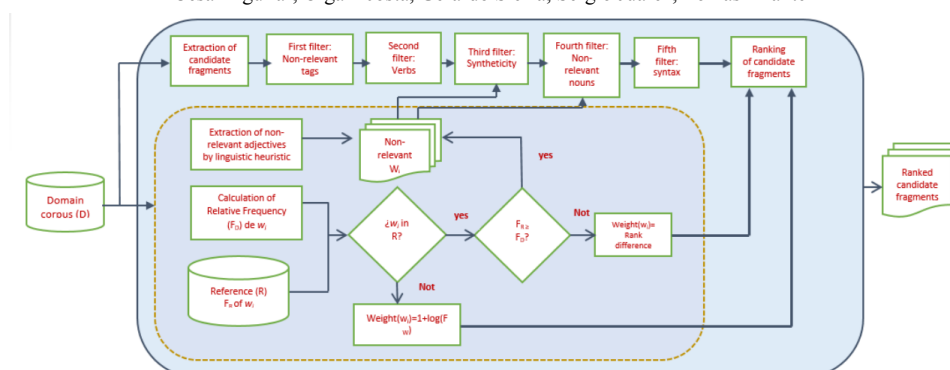 Extraction of
candidate
fragments
First filter:
Non-relevant
tags
Second
filter:
Verbs
Third filter:
Syntheticity
Fourth filter:
Non-
relevant
nouns
Fifth
filter:
syntax
Ranking
of candidate
fragments
Extraction of non-
relevant adjectives
by linguistic heuristic
Non-
relevant
Wi
yes
Domain
corpus (D)
Calculation of
Relative Frequency
(FD) de wi
¿wi in
R?
yes
FR ≥
FD?
Not
Weight(wi)=
Rank
difference
Ranked
candidate
fragments
Reference (R)
FR of wi
Not
Weight(wi)=1+log(F
W)